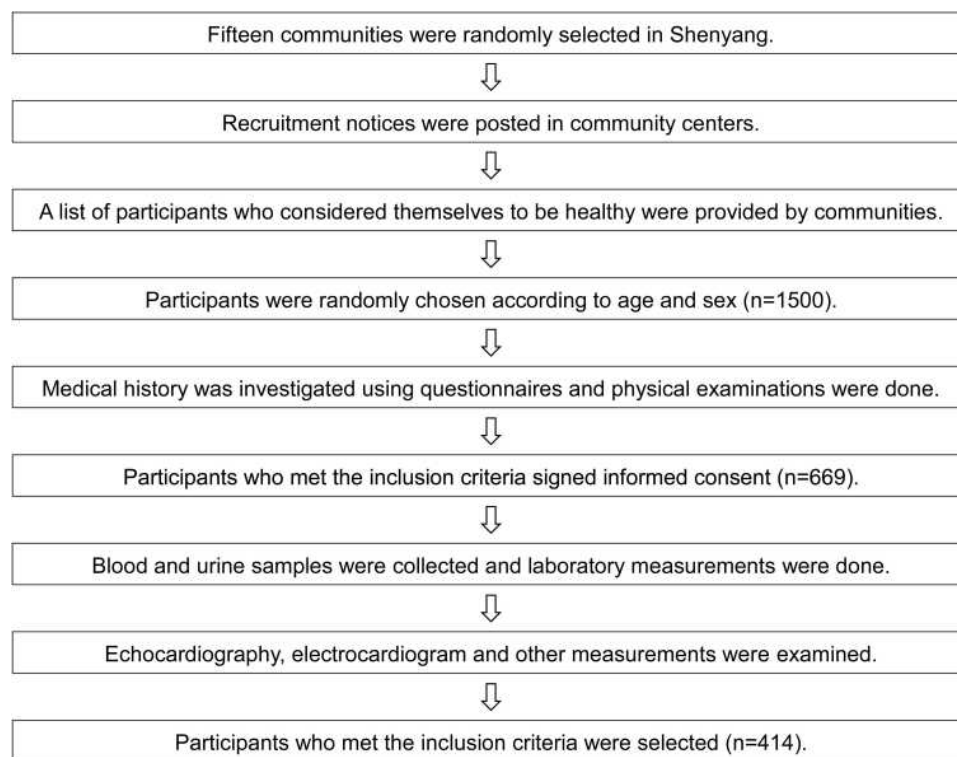 Fifteen communities were randomly selected in Shenyang.
Recruitment notices were posted in community centers.
A list of participants who considered themselves to be healthy were provided by communities.
Participants were randomly chosen according to age and sex (n=1500).
Medical history was investigated using questionnaires and physical examinations were done.
Participants who met the inclusion criteria signed informed consent (n=669).
Blood and urine samples were collected and laboratory measurements were done.
Echocardiography, electrocardiogram and other measurements were examined.
Participants who met the inclusion criteria were selected (n=414).